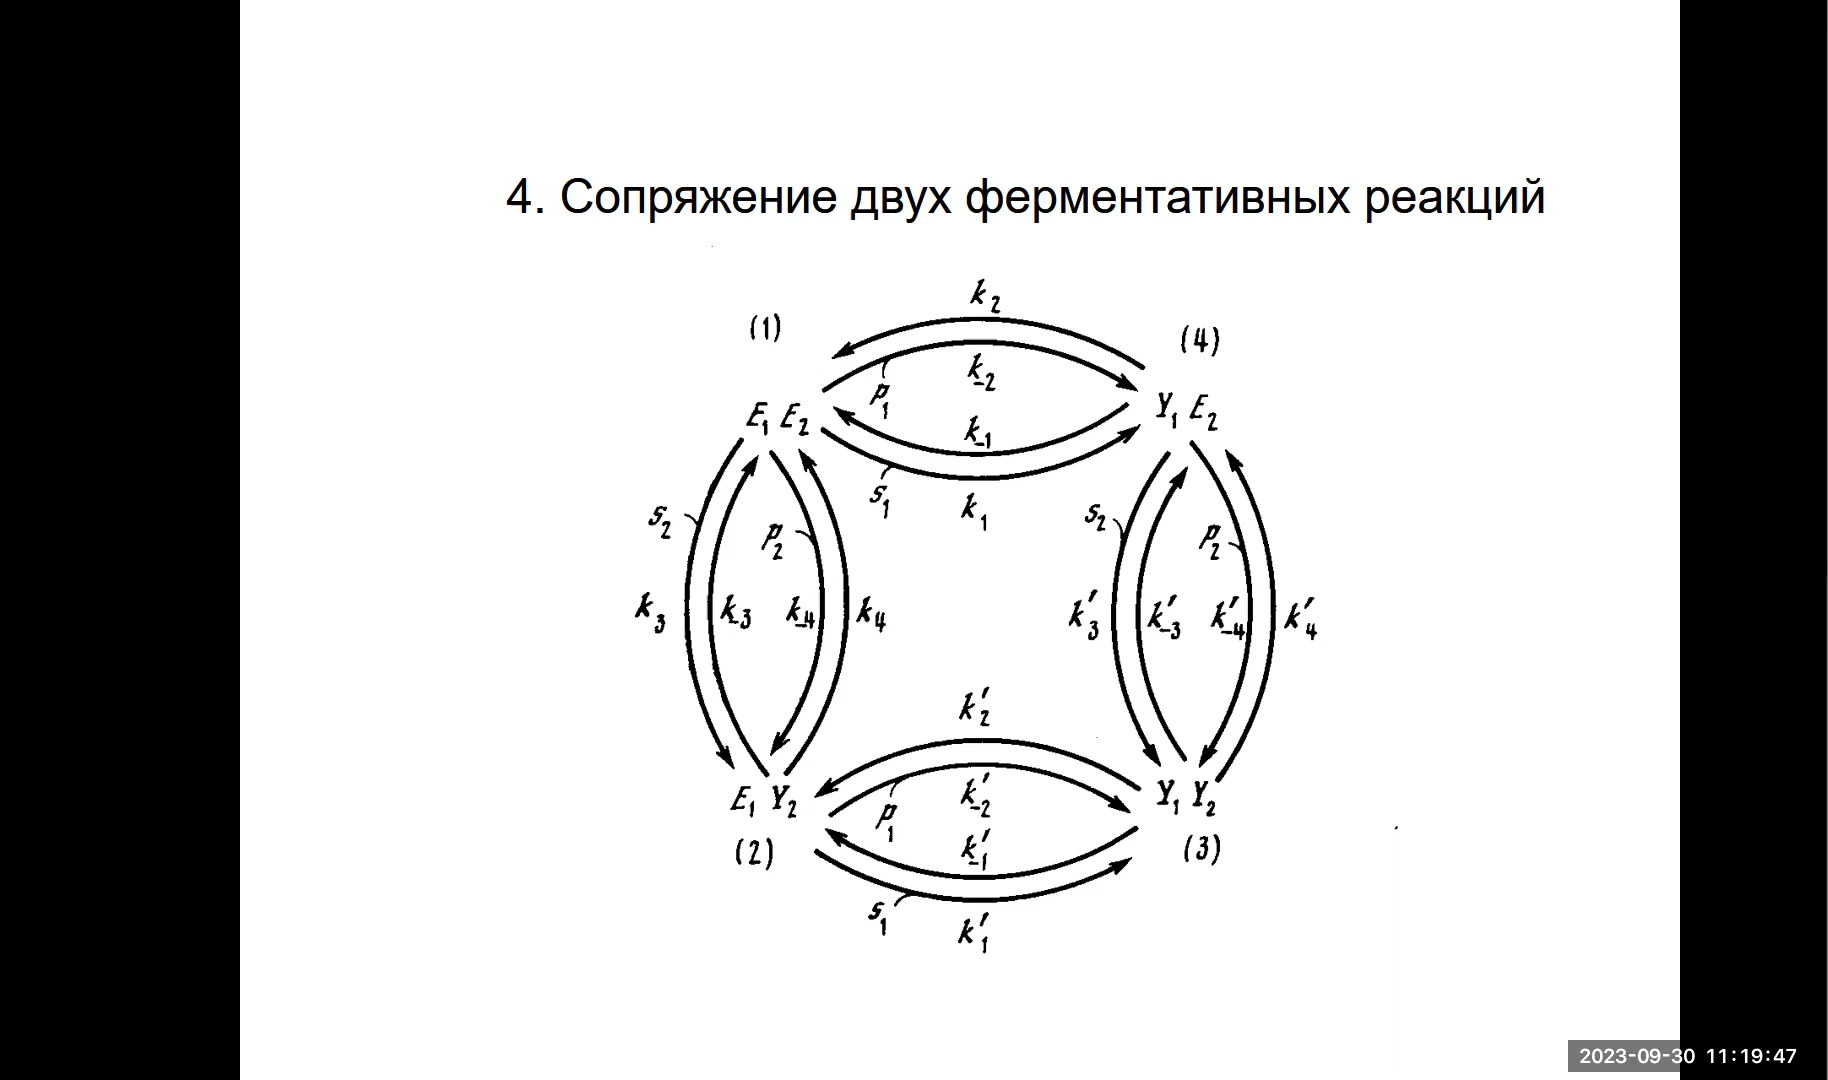 4. Сопряжение двух ферментативных реакций
k₂
(1)
(4)
k₋₂
p₁
E₁ E₂
Y₁ E₂
k₋₁
s₁
k₁
s₂
p₂
s₂
p₂
k₃ k₋₃ k₋₄ k₄
k′₃ k′₋₃ k′₋₄ k′₄
k′₂
E₁ Y₂
k′₋₂
Y₁ Y₂
p₁
(2)
k′₋₁
(3)
s₁
k′₁
2023-09-30 11:19:47